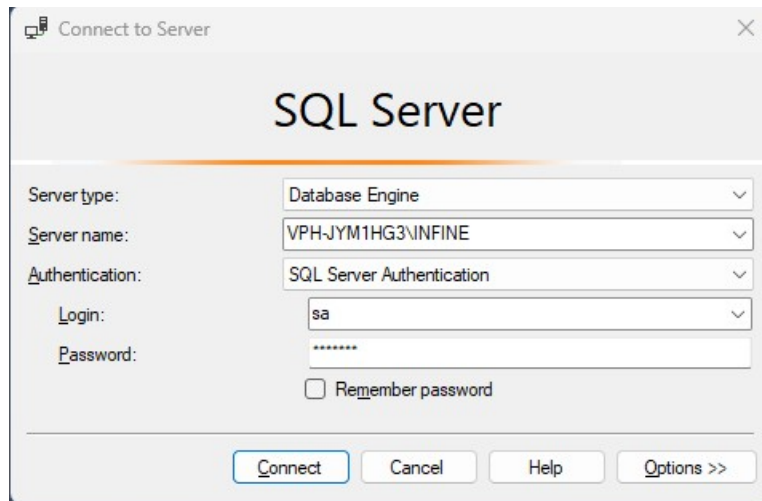 Connect to Server
SQL Server
Server type: Database Engine
Server name: VPH-JYM1HG3\INFINE
Authentication: SQL Server Authentication
Login: sa
Password: *******
Remember password
Connect Cancel Help Options >>